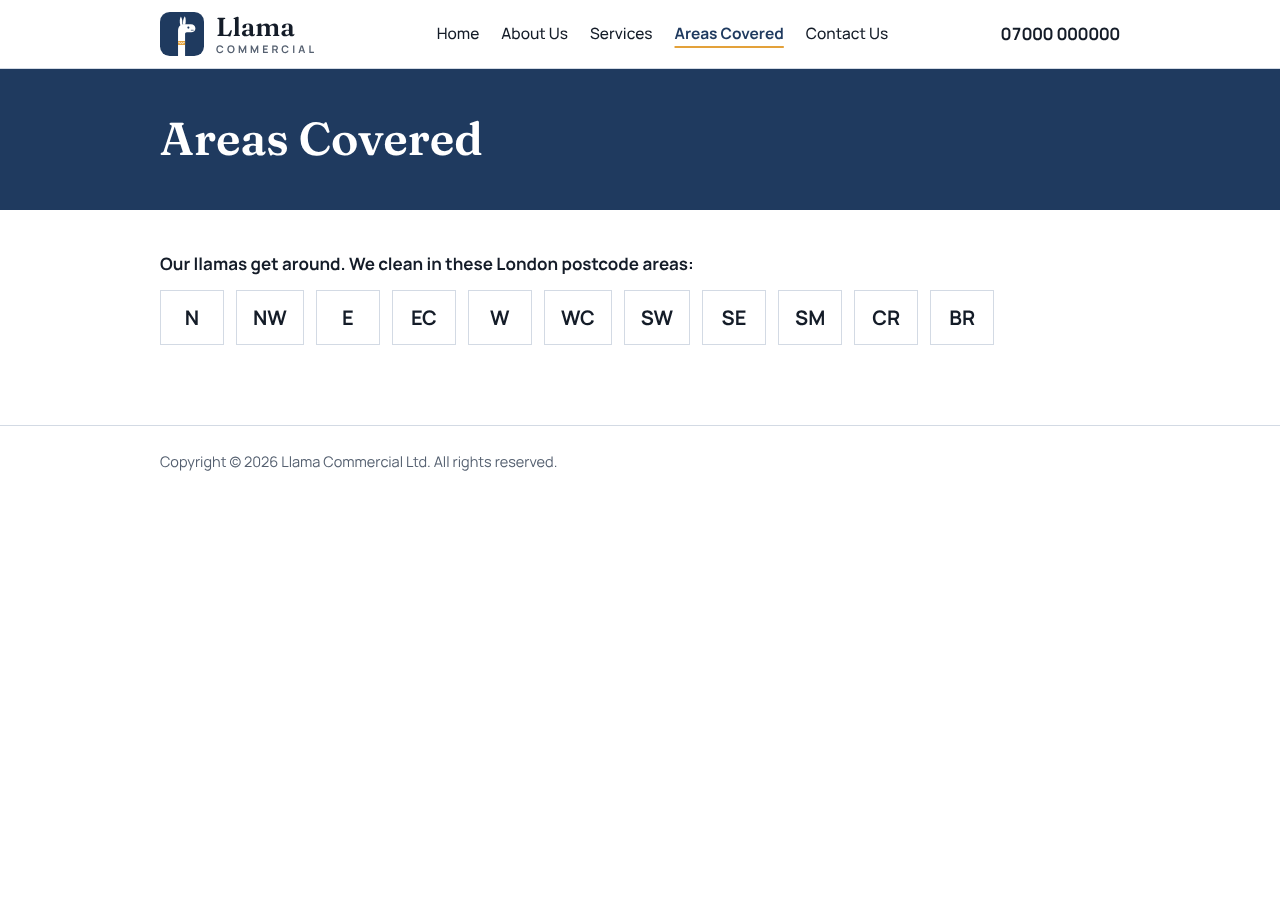 Llama
COMMERCIAL
Home About Us Services Areas Covered Contact Us
07000 000000
Areas Covered
Our llamas get around. We clean in these London postcode areas:
N NW E EC W WC SW SE SM CR BR
Copyright © 2026 Llama Commercial Ltd. All rights reserved.